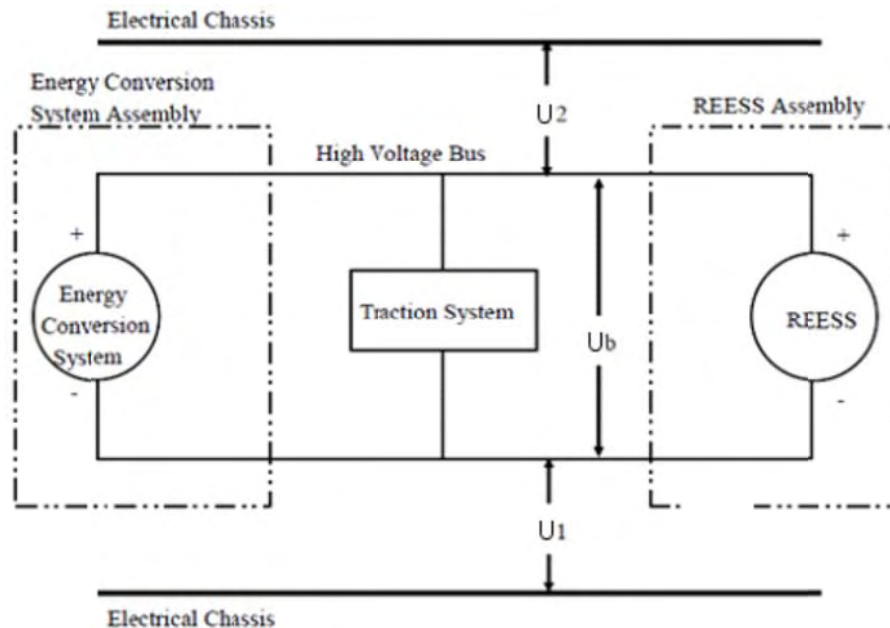 Electrical Chassis
Energy Conversion
System Assembly
U2
REESS Assembly
High Voltage Bus
+
+
Energy
Conversion
System
Traction System
Ub
REESS
-
-
U1
Electrical Chassis